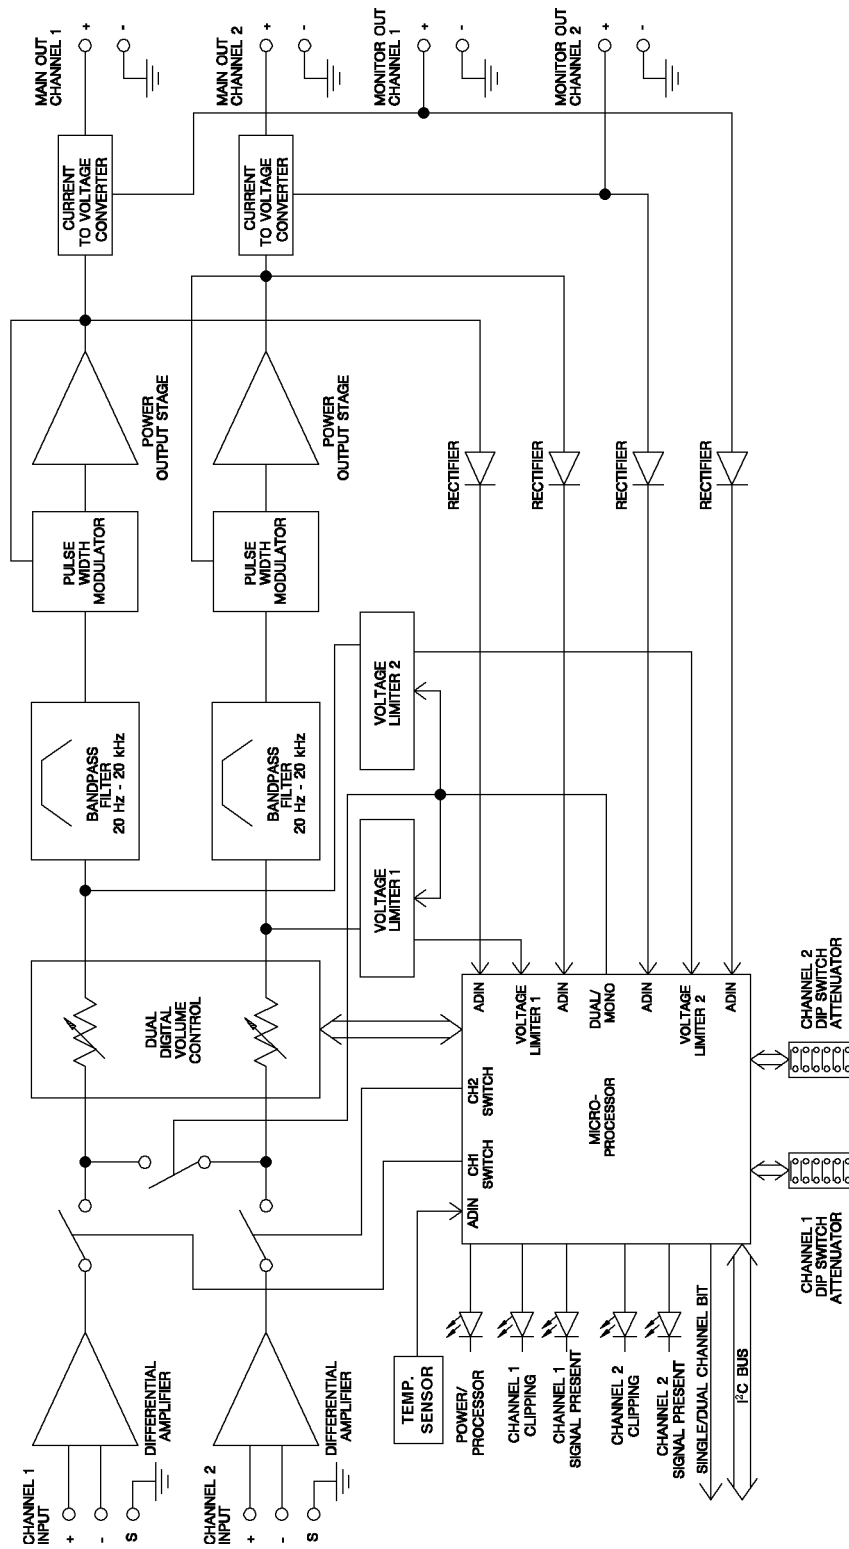 CHANNEL 1
INPUT
+
-
S
DIFFERENTIAL
AMPLIFIER
CHANNEL 2
INPUT
+
-
S
DIFFERENTIAL
AMPLIFIER
DUAL
DIGITAL
VOLUME
CONTROL
BANDPASS
FILTER
20 Hz - 20 kHz
BANDPASS
FILTER
20 Hz - 20 kHz
PULSE
WIDTH
MODULATOR
PULSE
WIDTH
MODULATOR
POWER
OUTPUT STAGE
POWER
OUTPUT STAGE
CURRENT
TO VOLTAGE
CONVERTER
CURRENT
TO VOLTAGE
CONVERTER
MAIN OUT
CHANNEL 1
+
-
MAIN OUT
CHANNEL 2
+
-
MONITOR OUT
CHANNEL 1
+
-
MONITOR OUT
CHANNEL 2
+
-
VOLTAGE
LIMITER 1
VOLTAGE
LIMITER 2
RECTIFIER
RECTIFIER
RECTIFIER
RECTIFIER
TEMP.
SENSOR
ADIN
CH1
SWITCH
CH2
SWITCH
MICRO-
PROCESSOR
ADIN
VOLTAGE
LIMITER 1
ADIN
DUAL/
MONO
ADIN
VOLTAGE
LIMITER 2
ADIN
POWER/
PROCESSOR
CHANNEL 1
CLIPPING
CHANNEL 1
SIGNAL PRESENT
CHANNEL 2
CLIPPING
CHANNEL 2
SIGNAL PRESENT
SINGLE/DUAL CHANNEL BIT
I²C BUS
CHANNEL 1
DIP SWITCH
ATTENUATOR
CHANNEL 2
DIP SWITCH
ATTENUATOR